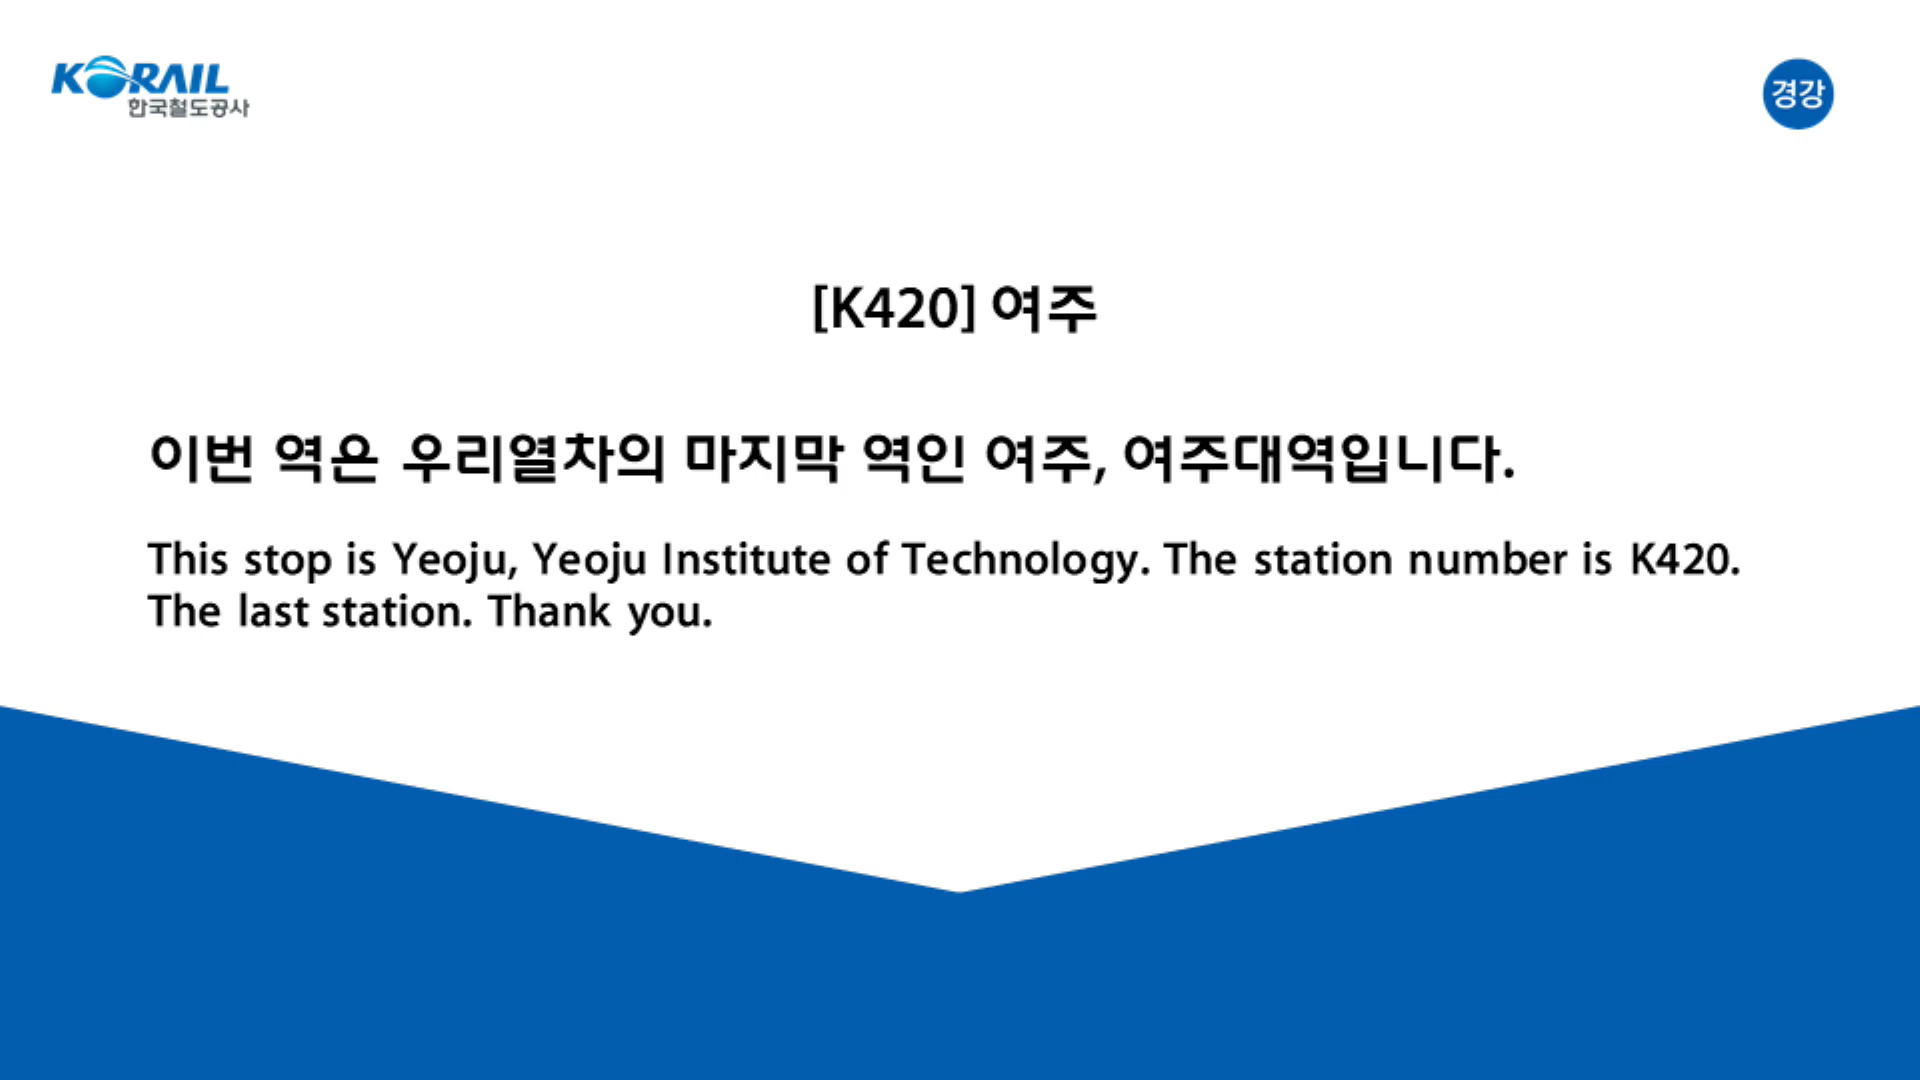 KORAIL
한국철도공사
경강
[K420] 여주
이번 역은 우리열차의 마지막 역인 여주, 여주대역입니다.
This stop is Yeoju, Yeoju Institute of Technology. The station number is K420.
The last station. Thank you.